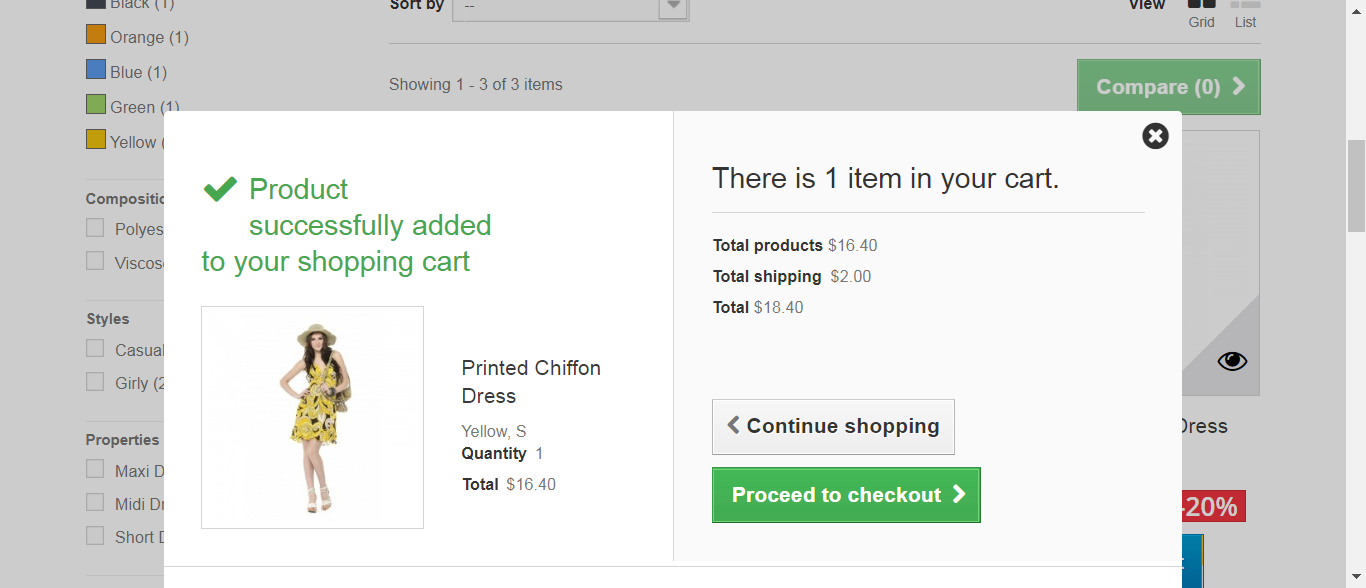 Black (1)
Sort by
--
View
Grid
List
Orange (1)
Blue (1)
Showing 1 - 3 of 3 items
Compare (0)
Green (1)
Yellow (
Product
successfully added
to your shopping cart
There is 1 item in your cart.
Total products $16.40
Total shipping $2.00
Total $18.40
Printed Chiffon
Dress
Yellow, S
Quantity 1
Total $16.40
Continue shopping
Proceed to checkout
Compositio
Polyes
Viscos
Styles
Casual
Girly (2
Properties
Maxi D
Midi Dr
Short D
Dress
-20%